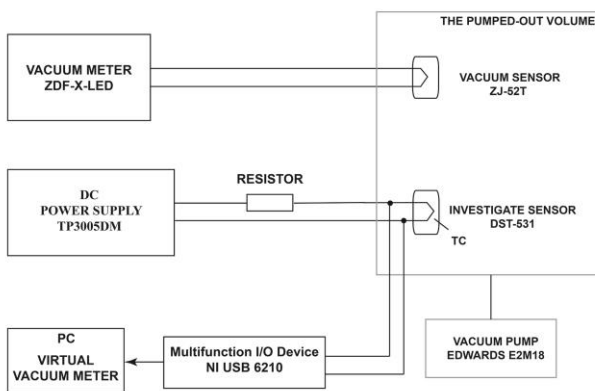 THE PUMPED-OUT VOLUME
VACUUM METER
ZDF-X-LED
VACUUM SENSOR
ZJ-52T
RESISTOR
DC
POWER SUPPLY
TP3005DM
INVESTIGATE SENSOR
DST-531
TC
PC
VIRTUAL
VACUUM METER
Multifunction I/O Device
NI USB 6210
VACUUM PUMP
EDWARDS E2M18